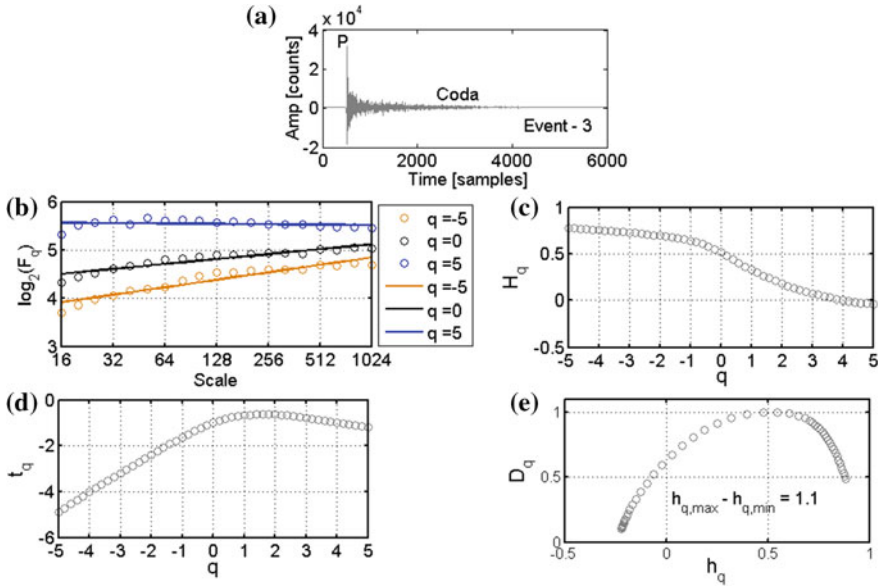 (a)
× 10^4
4
2
0
-2
Amp [counts]
P
Coda
Event - 3
0
2000
4000
6000
Time [samples]
(b)
6
5
4
3
log2(Fq)
16
32
64
128
256
512
1024
Scale
q =-5
q =0
q =5
q =-5
q =0
q =5
(c)
1
0.5
0
-0.5
Hq
-5 -4 -3 -2 -1 0 1 2 3 4 5
q
(d)
0
-2
-4
-6
tq
-5 -4 -3 -2 -1 0 1 2 3 4 5
q
(e)
1
0.5
0
Dq
hq,max - hq,min = 1.1
-0.5 0 0.5 1
hq